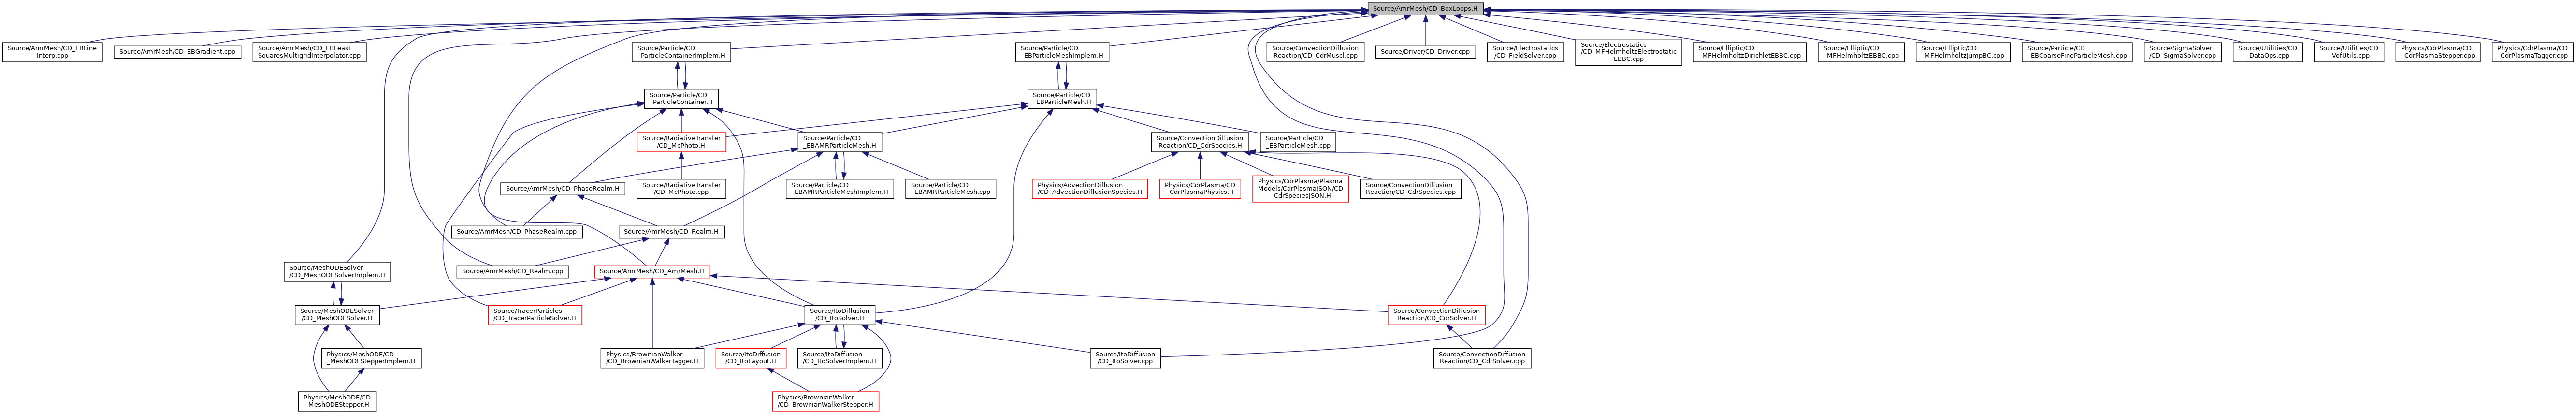 Source/AmrMesh/CD_BoxLoops.H
Source/AmrMesh/CD_EBFine
Interp.cpp
Source/AmrMesh/CD_EBGradient.cpp
Source/AmrMesh/CD_EBLeast
SquaresMultigridInterpolator.cpp
Source/Particle/CD
_ParticleContainerImplem.H
Source/Particle/CD
_EBParticleMeshImplem.H
Source/ConvectionDiffusion
Reaction/CD_CdrMuscl.cpp
Source/Driver/CD_Driver.cpp
Source/Electrostatics
/CD_FieldSolver.cpp
Source/Electrostatics
/CD_MFHelmholtzElectrostatic
EBBC.cpp
Source/Elliptic/CD
_MFHelmholtzDirichletEBBC.cpp
Source/Elliptic/CD
_MFHelmholtzEBBC.cpp
Source/Elliptic/CD
_MFHelmholtzJumpBC.cpp
Source/Particle/CD
_EBCoarseFineParticleMesh.cpp
Source/SigmaSolver
/CD_SigmaSolver.cpp
Source/Utilities/CD
_DataOps.cpp
Source/Utilities/CD
_VofUtils.cpp
Physics/CdrPlasma/CD
_CdrPlasmaStepper.cpp
Physics/CdrPlasma/CD
_CdrPlasmaTagger.cpp
Source/Particle/CD
_ParticleContainer.H
Source/Particle/CD
_EBParticleMesh.H
Source/RadiativeTransfer
/CD_McPhoto.H
Source/Particle/CD
_EBAMRParticleMesh.H
Source/ConvectionDiffusion
Reaction/CD_CdrSpecies.H
Source/Particle/CD
_EBParticleMesh.cpp
Source/AmrMesh/CD_PhaseRealm.H
Source/RadiativeTransfer
/CD_McPhoto.cpp
Source/Particle/CD
_EBAMRParticleMeshImplem.H
Source/Particle/CD
_EBAMRParticleMesh.cpp
Physics/AdvectionDiffusion
/CD_AdvectionDiffusionSpecies.H
Physics/CdrPlasma/CD
_CdrPlasmaPhysics.H
Physics/CdrPlasma/Plasma
Models/CdrPlasmaJSON/CD
_CdrSpeciesJSON.H
Source/ConvectionDiffusion
Reaction/CD_CdrSpecies.cpp
Source/AmrMesh/CD_PhaseRealm.cpp
Source/AmrMesh/CD_Realm.H
Source/MeshODESolver
/CD_MeshODESolverImplem.H
Source/AmrMesh/CD_Realm.cpp
Source/AmrMesh/CD_AmrMesh.H
Source/MeshODESolver
/CD_MeshODESolver.H
Source/TracerParticles
/CD_TracerParticleSolver.H
Source/ItoDiffusion
/CD_ItoSolver.H
Source/ConvectionDiffusion
Reaction/CD_CdrSolver.H
Physics/MeshODE/CD
_MeshODEStepperImplem.H
Physics/BrownianWalker
/CD_BrownianWalkerTagger.H
Source/ItoDiffusion
/CD_ItoLayout.H
Source/ItoDiffusion
/CD_ItoSolverImplem.H
Source/ItoDiffusion
/CD_ItoSolver.cpp
Source/ConvectionDiffusion
Reaction/CD_CdrSolver.cpp
Physics/MeshODE/CD
_MeshODEStepper.H
Physics/BrownianWalker
/CD_BrownianWalkerStepper.H